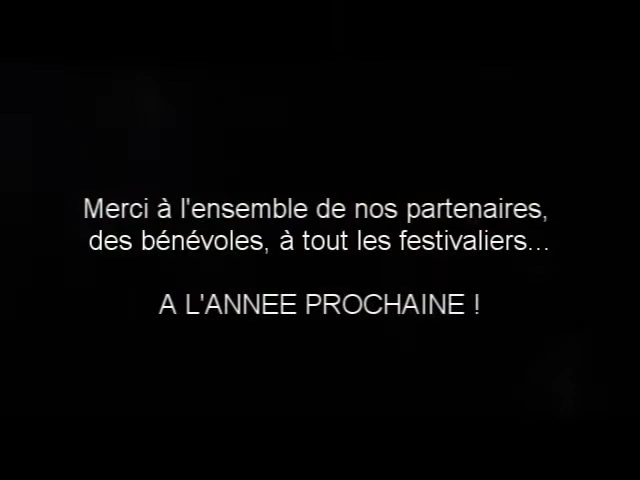 Merci à l'ensemble de nos partenaires,
des bénévoles, à tout les festivaliers...
A L'ANNEE PROCHAINE !